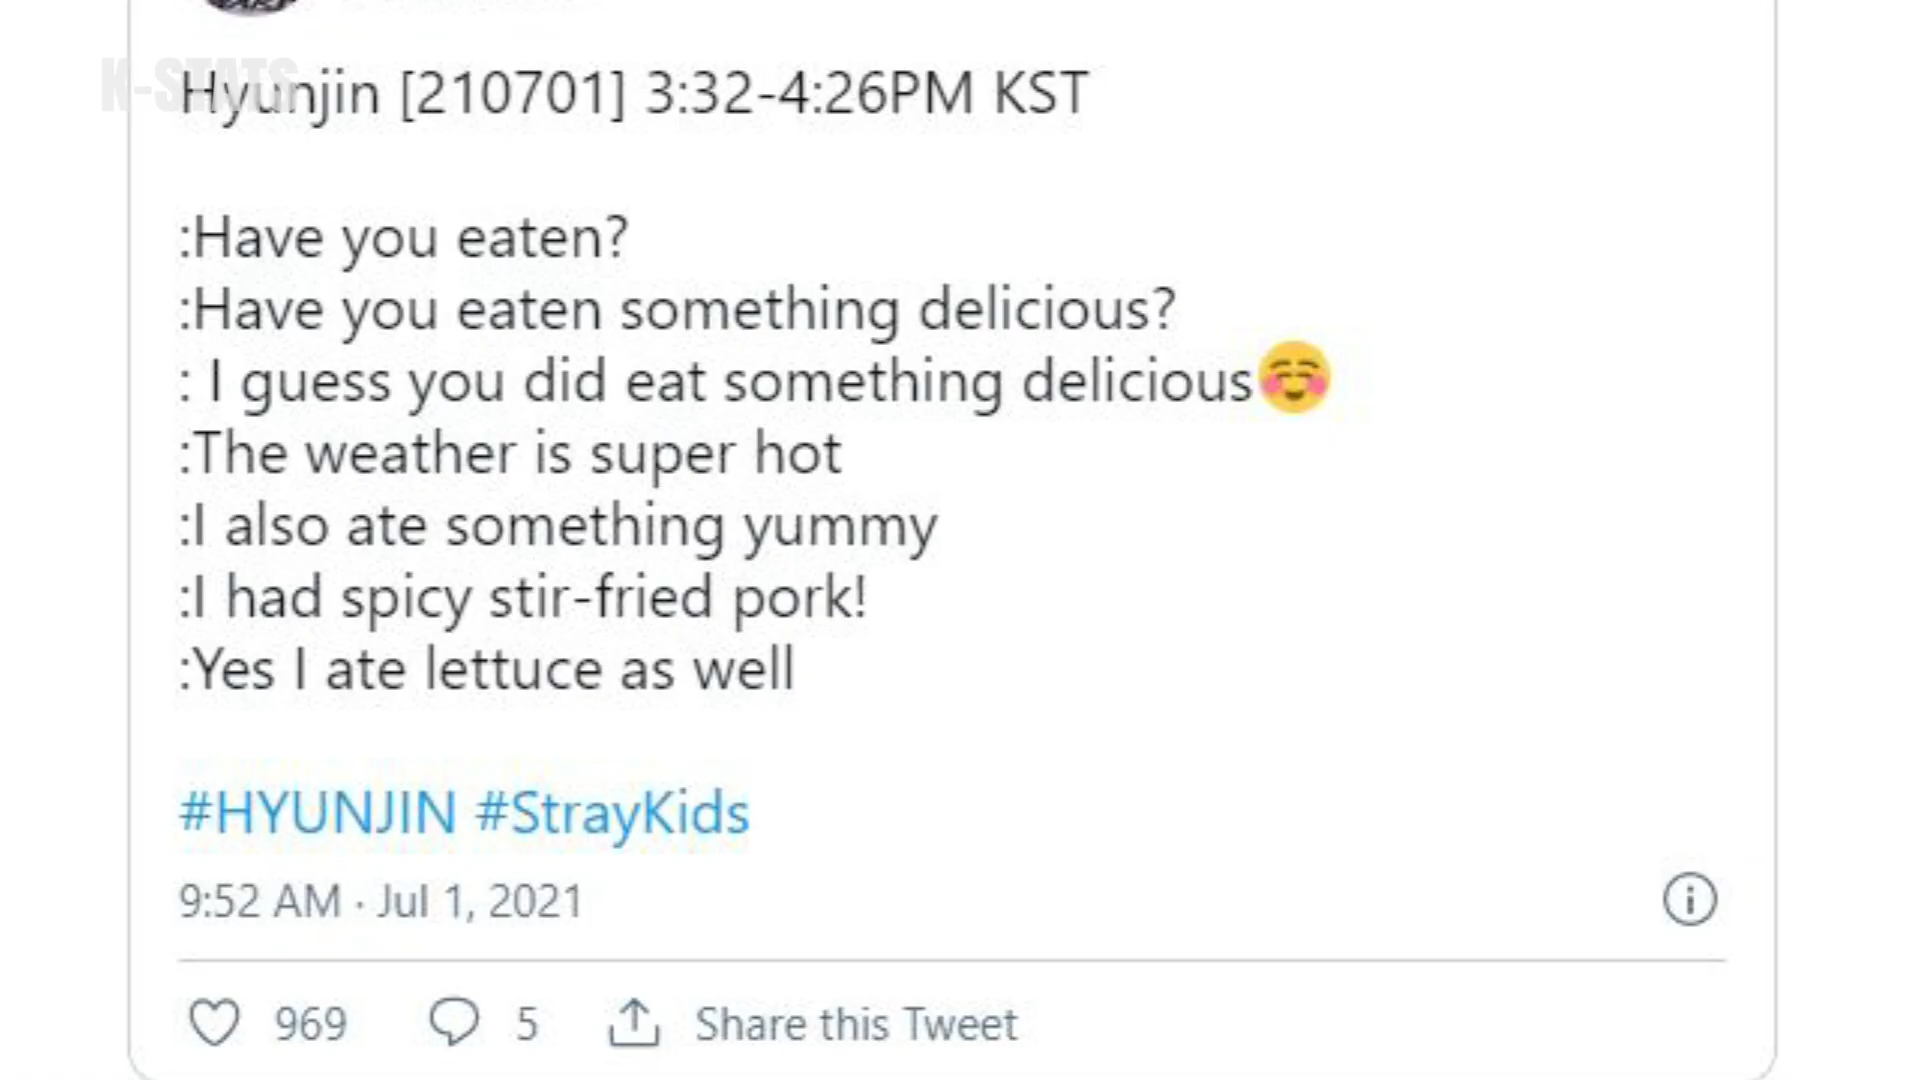 K-STATS
Hyunjin [210701] 3:32-4:26PM KST
:Have you eaten?
:Have you eaten something delicious?
: I guess you did eat something delicious☺️
:The weather is super hot
:I also ate something yummy
:I had spicy stir-fried pork!
:Yes I ate lettuce as well
#HYUNJIN #StrayKids
9:52 AM · Jul 1, 2021
969 5 Share this Tweet